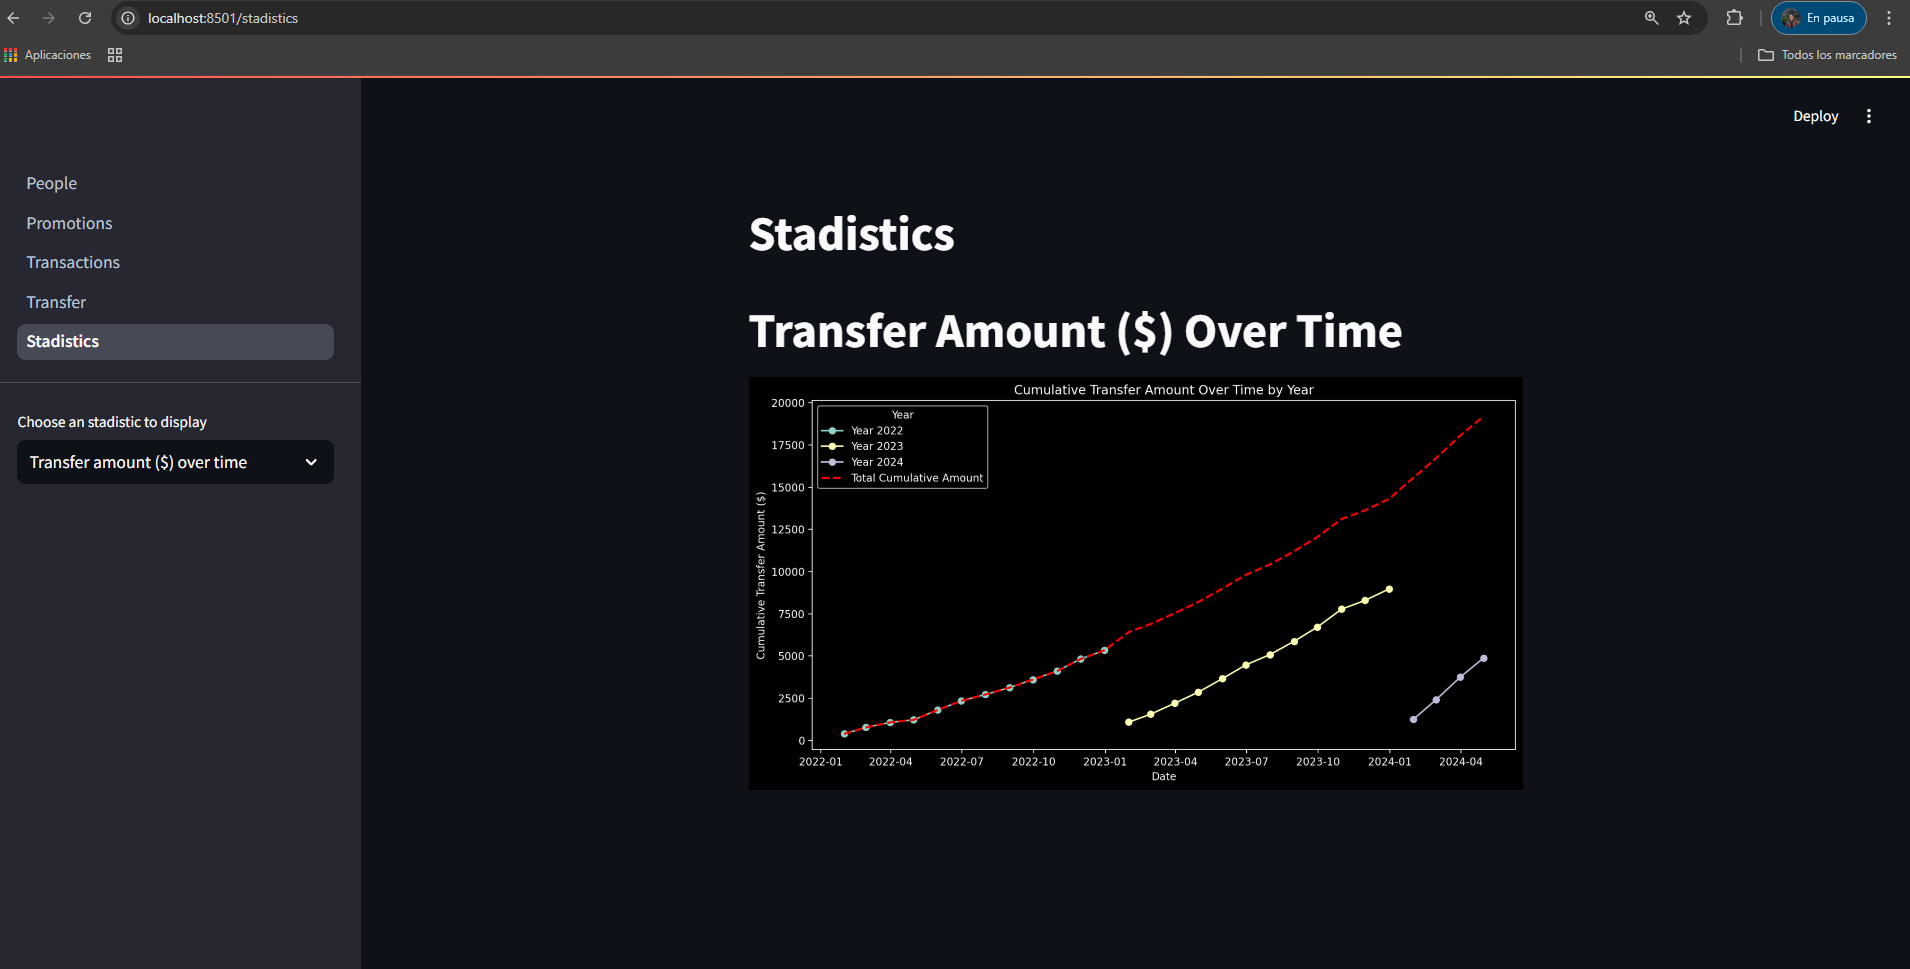 localhost:8501/stadistics
En pausa
Aplicaciones
Todos los marcadores
Deploy
People
Promotions
Transactions
Transfer
Stadistics
Choose an stadistic to display
Transfer amount ($) over time
Stadistics
Transfer Amount ($) Over Time
Cumulative Transfer Amount Over Time by Year
Year
Year 2022
Year 2023
Year 2024
Total Cumulative Amount
Cumulative Transfer Amount ($)
20000
17500
15000
12500
10000
7500
5000
2500
0
2022-01 2022-04 2022-07 2022-10 2023-01 2023-04 2023-07 2023-10 2024-01 2024-04
Date